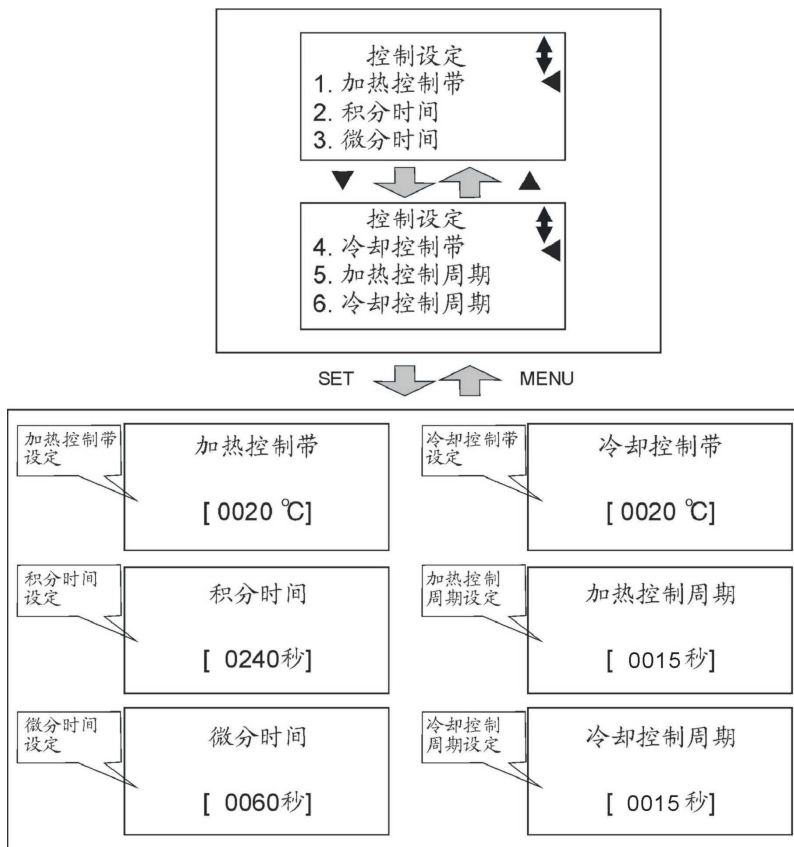 控制设定
1. 加热控制带
2. 积分时间
3. 微分时间
控制设定
4. 冷却控制带
5. 加热控制周期
6. 冷却控制周期
SET
MENU
加热控制带
设定
加热控制带
[ 0020 ℃]
冷却控制带
设定
冷却控制带
[ 0020 ℃]
积分时间
设定
积分时间
[ 0240秒]
加热控制
周期设定
加热控制周期
[ 0015秒]
微分时间
设定
微分时间
[ 0060秒]
冷却控制
周期设定
冷却控制周期
[ 0015秒]